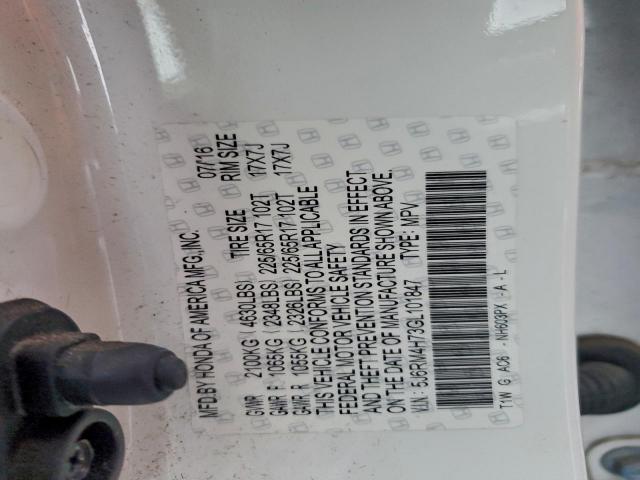 MFD.BY HONDA OF AMERICA MFG.,INC. 07/16
TIRE SIZE RIM SIZE
GVWR 2100KG( 4630LBS)
GAWR F 1065KG( 2348LBS) 225/65R17 102T 17X7J
GAWR R 1055KG( 2326LBS) 225/65R17 102T 17X7J
THIS VEHICLE CONFORMS TO ALL APPLICABLE
FEDERAL MOTOR VEHICLE SAFETY
AND THEFT PREVENTION STANDARDS IN EFFECT
ON THE DATE OF MANUFACTURE SHOWN ABOVE.
V.I.N: 5J6RM4H73GL101847 TYPE: MPV
T1W G AO6 -NH603PX -A -L